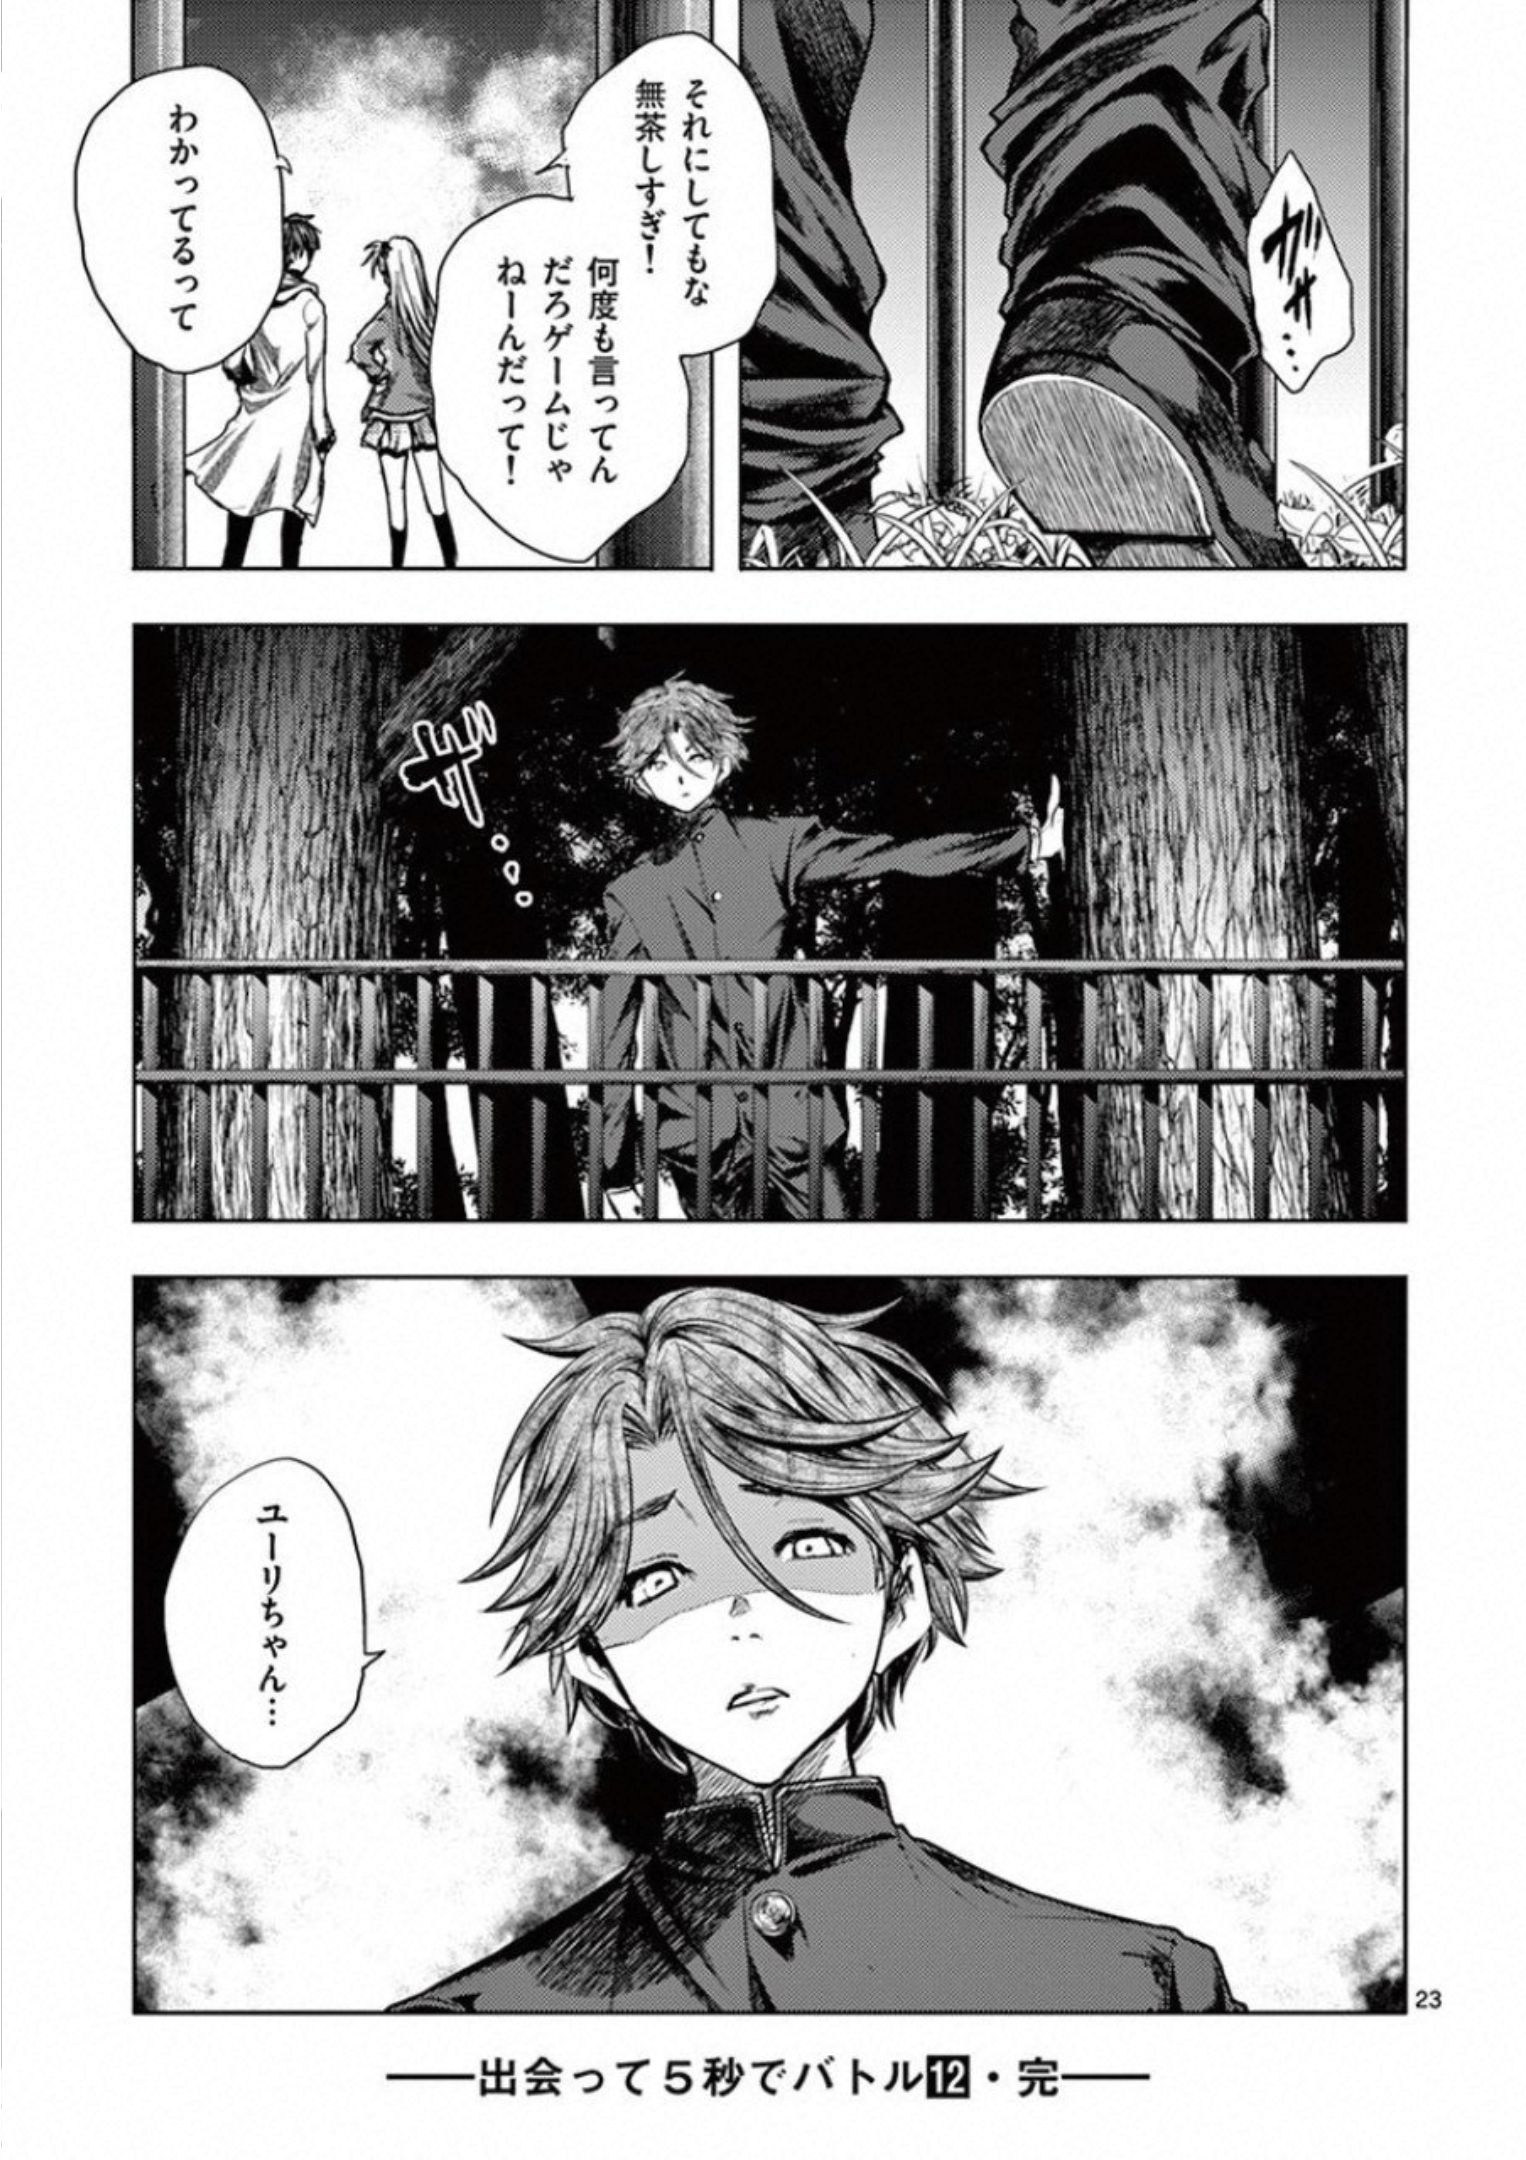 ガサ…
それにしてもな
無茶しすぎ！
何度も言ってん
だろゲームじゃ
ねーんだって！
わかってるって
ザ…
ユーリちゃん…
23
出会って5秒でバトル12・完